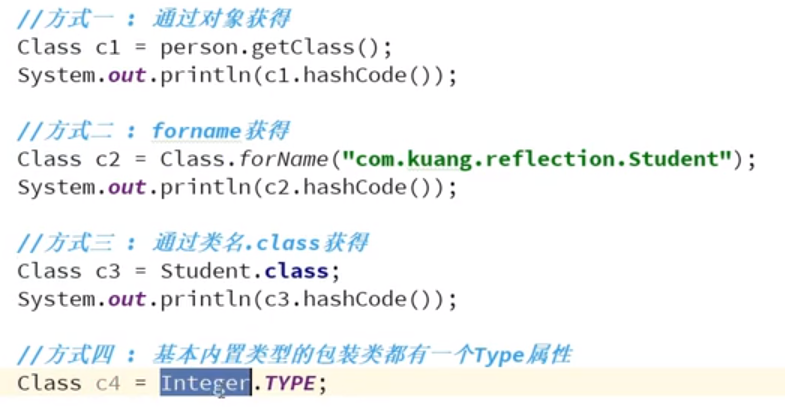 //方式一 : 通过对象获得
Class c1 = person.getClass();
System.out.println(c1.hashCode());
//方式二 : forname获得
Class c2 = Class.forName("com.kuang.reflection.Student");
System.out.println(c2.hashCode());
//方式三 : 通过类名.class获得
Class c3 = Student.class;
System.out.println(c3.hashCode());
//方式四 : 基本内置类型的包装类都有一个Type属性
Class c4 = Integer.TYPE;